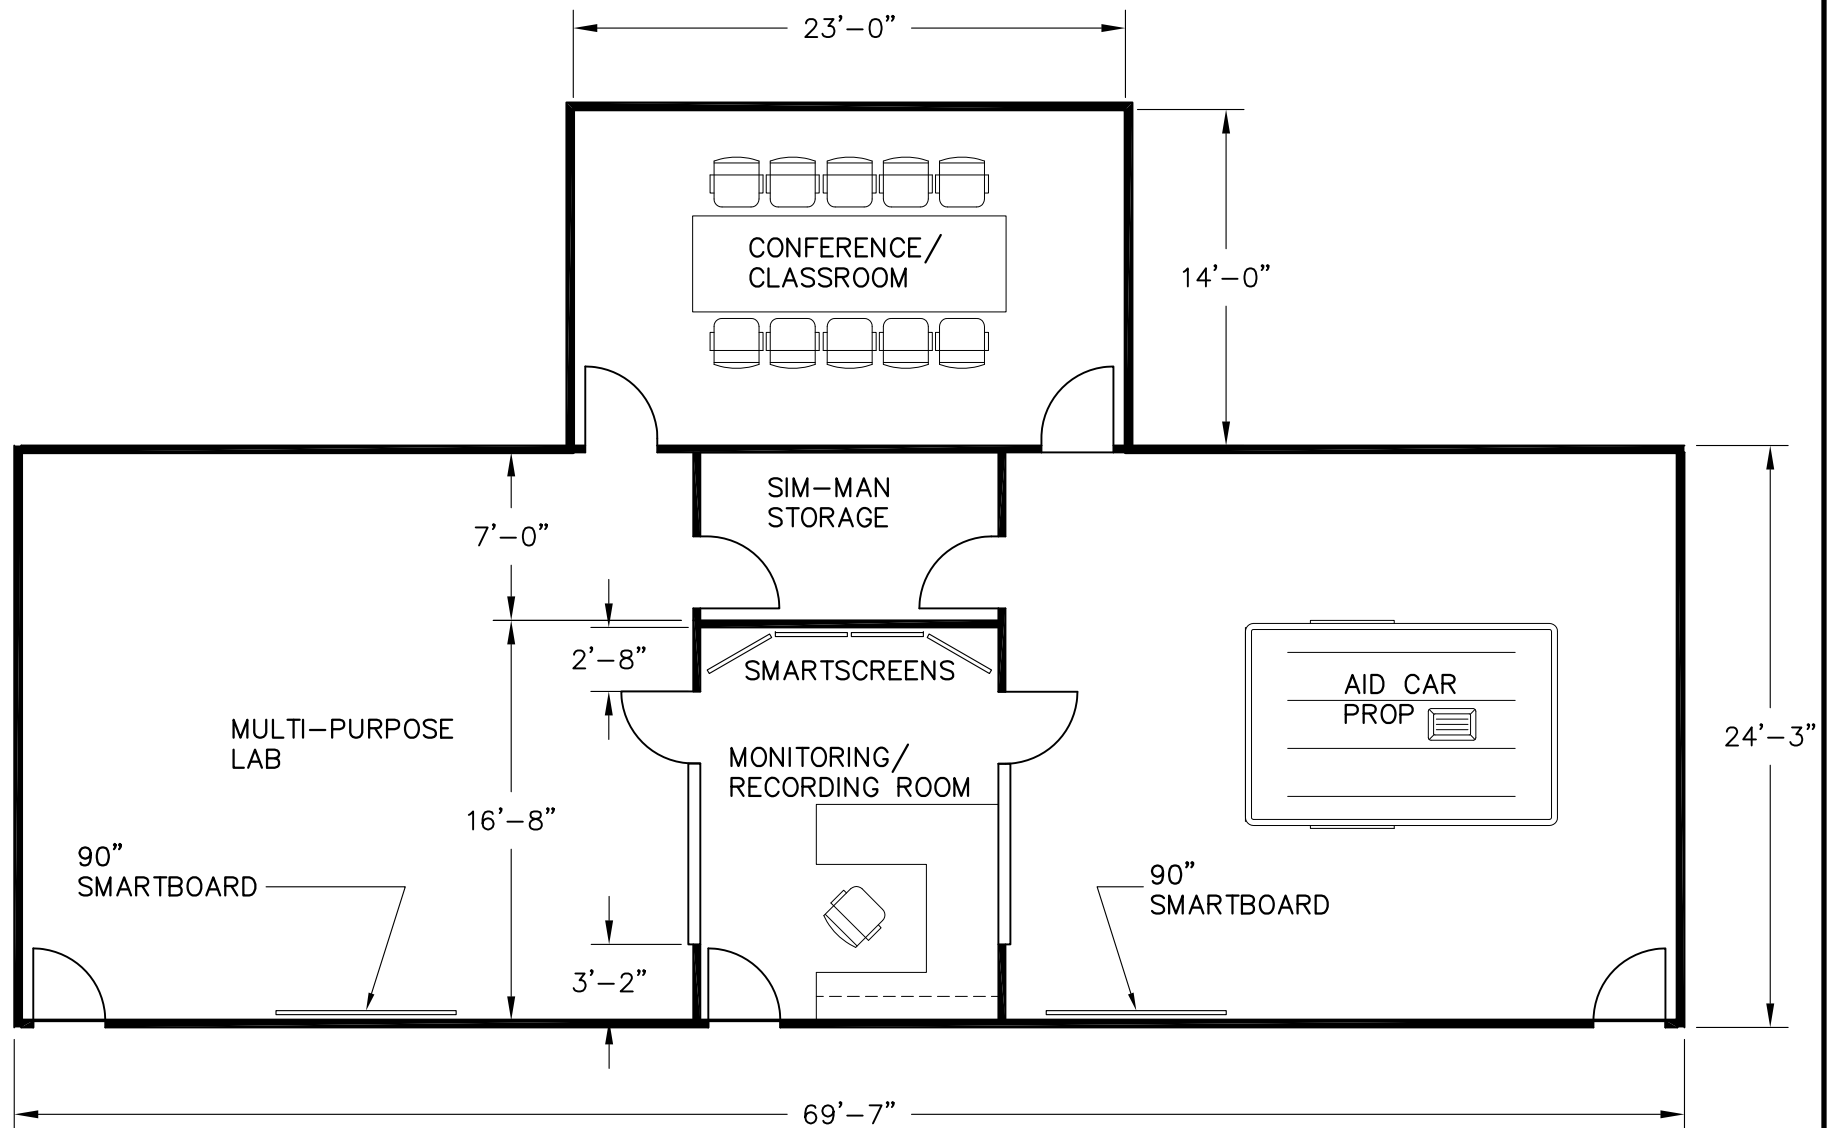 23'-0"
CONFERENCE/
CLASSROOM
14'-0"
SIM-MAN
STORAGE
7'-0"
2'-8"
SMARTSCREENS
AID CAR
PROP
MULTI-PURPOSE
LAB
24'-3"
MONITORING/
RECORDING ROOM
16'-8"
90"
SMARTBOARD
90"
SMARTBOARD
3'-2"
69'-7"